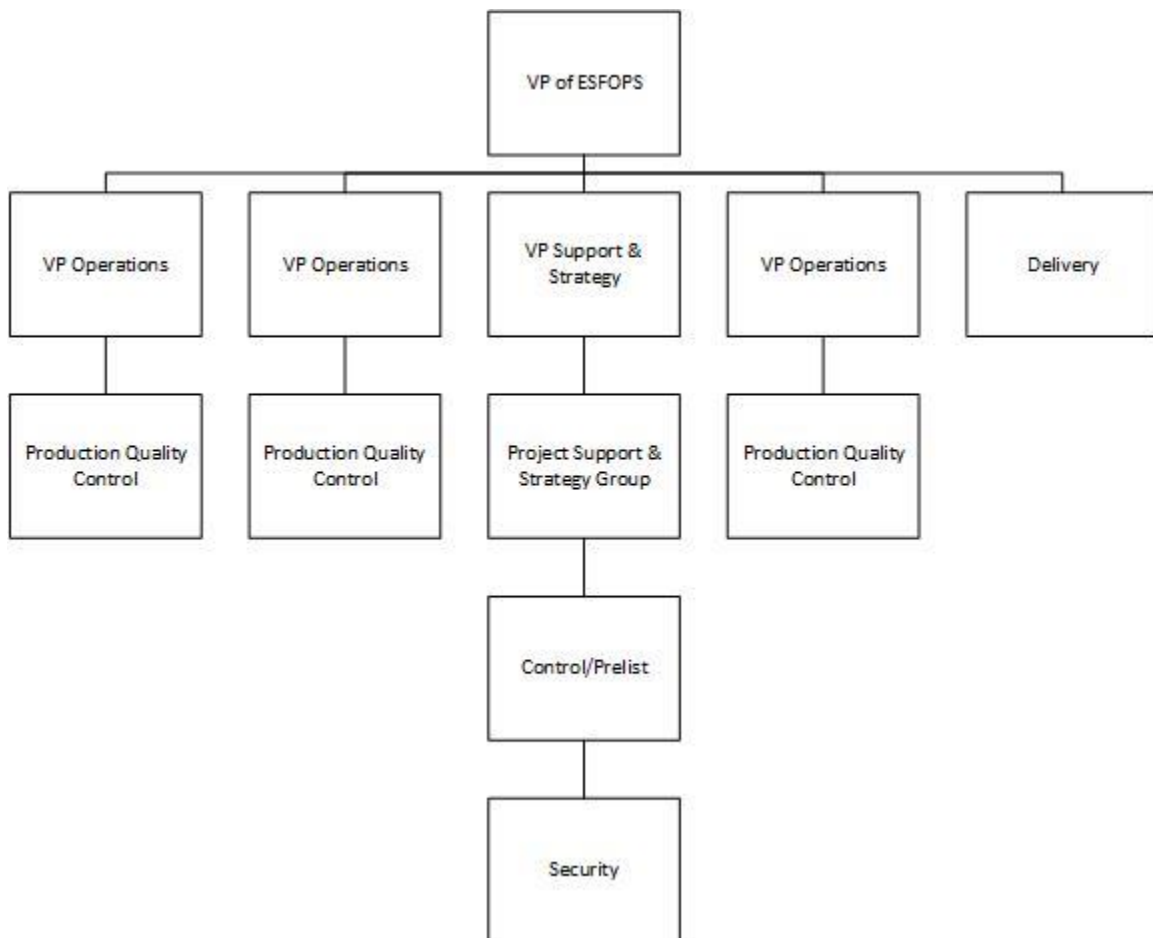 VP of ESFOPS
VP Operations
VP Operations
VP Support &
Strategy
VP Operations
Delivery
Production Quality
Control
Production Quality
Control
Project Support &
Strategy Group
Production Quality
Control
Control/Prelist
Security